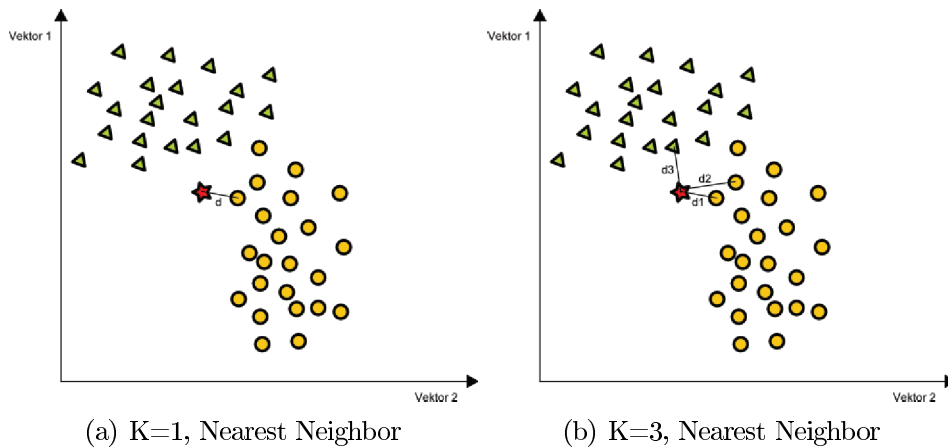 Vektor 1
d
Vektor 2
(a) K=1, Nearest Neighbor
Vektor 1
d3
d2
d1
Vektor 2
(b) K=3, Nearest Neighbor